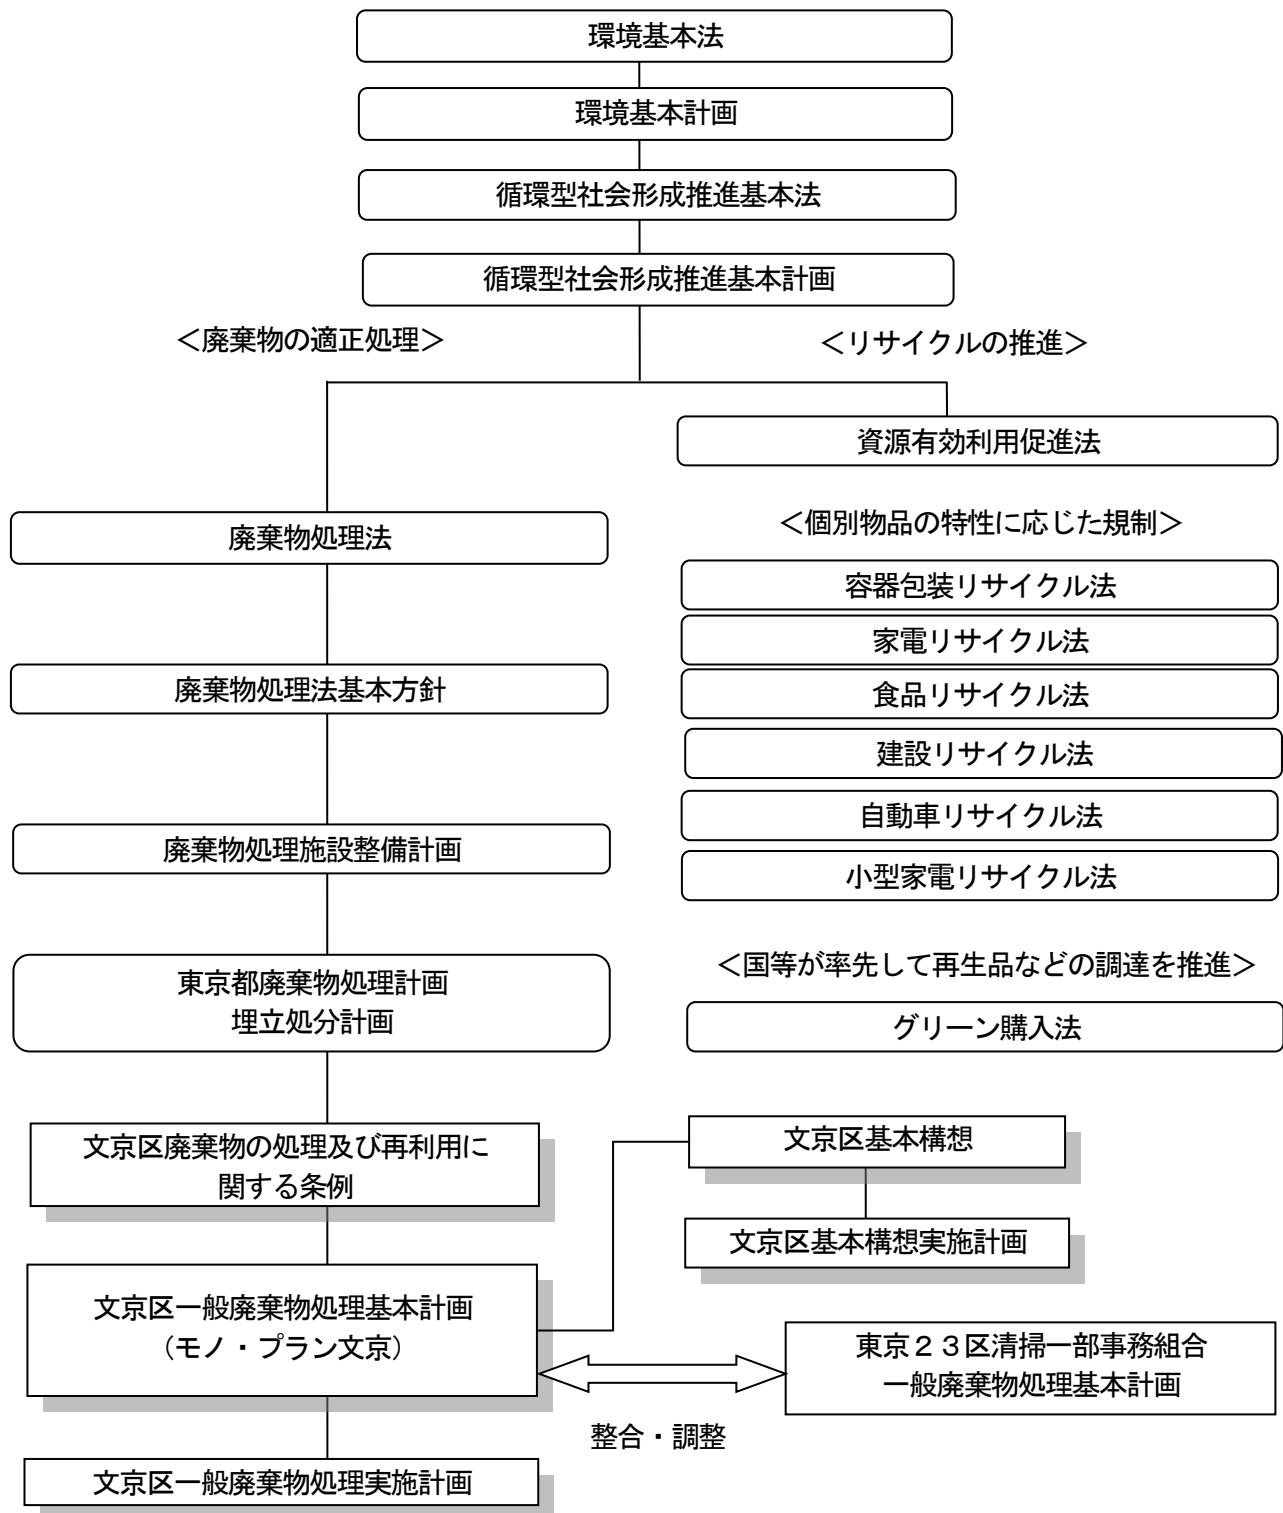 環境基本法
環境基本計画
循環型社会形成推進基本法
循環型社会形成推進基本計画
＜廃棄物の適正処理＞
＜リサイクルの推進＞
資源有効利用促進法
廃棄物処理法
＜個別物品の特性に応じた規制＞
容器包装リサイクル法
家電リサイクル法
廃棄物処理法基本方針
食品リサイクル法
建設リサイクル法
自動車リサイクル法
廃棄物処理施設整備計画
小型家電リサイクル法
東京都廃棄物処理計画
埋立処分計画
＜国等が率先して再生品などの調達を推進＞
グリーン購入法
文京区廃棄物の処理及び再利用に
関する条例
文京区基本構想
文京区基本構想実施計画
文京区一般廃棄物処理基本計画
（モノ・プラン文京）
東京２３区清掃一部事務組合
一般廃棄物処理基本計画
整合・調整
文京区一般廃棄物処理実施計画